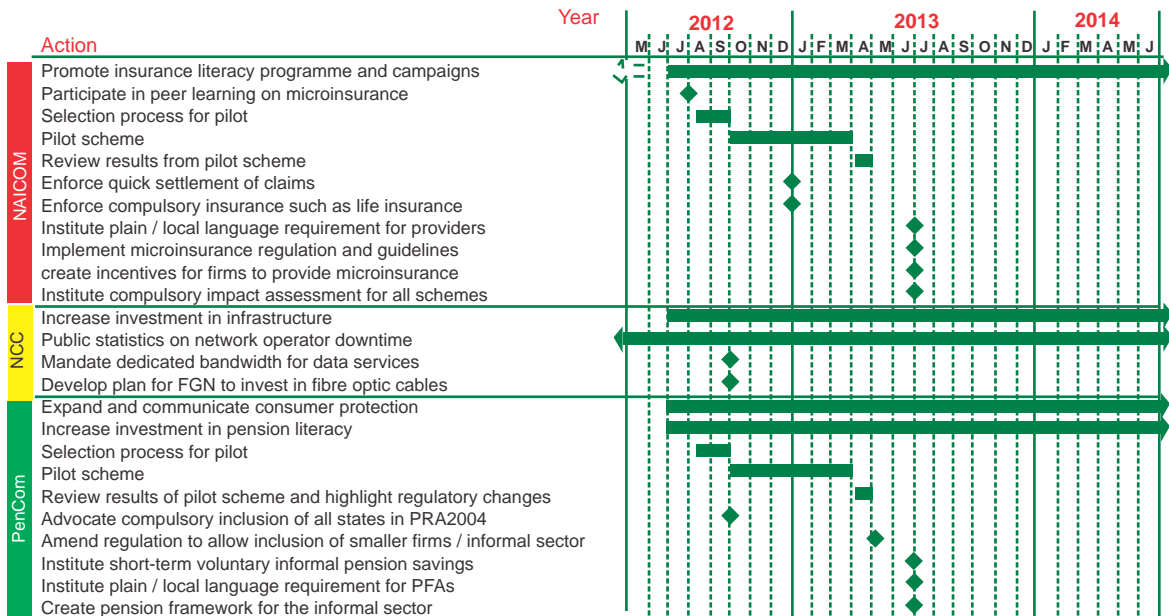 Year 2012 2013 2014
Action M J J A S O N D J F M A M J J A S O N D J F M A M J
NAICOM
Promote insurance literacy programme and campaigns
Participate in peer learning on microinsurance
Selection process for pilot
Pilot scheme
Review results from pilot scheme
Enforce quick settlement of claims
Enforce compulsory insurance such as life insurance
Institute plain / local language requirement for providers
Implement microinsurance regulation and guidelines
create incentives for firms to provide microinsurance
Institute compulsory impact assessment for all schemes
NCC
Increase investment in infrastructure
Public statistics on network operator downtime
Mandate dedicated bandwidth for data services
Develop plan for FGN to invest in fibre optic cables
PenCom
Expand and communicate consumer protection
Increase investment in pension literacy
Selection process for pilot
Pilot scheme
Review results of pilot scheme and highlight regulatory changes
Advocate compulsory inclusion of all states in PRA2004
Amend regulation to allow inclusion of smaller firms / informal sector
Institute short-term voluntary informal pension savings
Institute plain / local language requirement for PFAs
Create pension framework for the informal sector